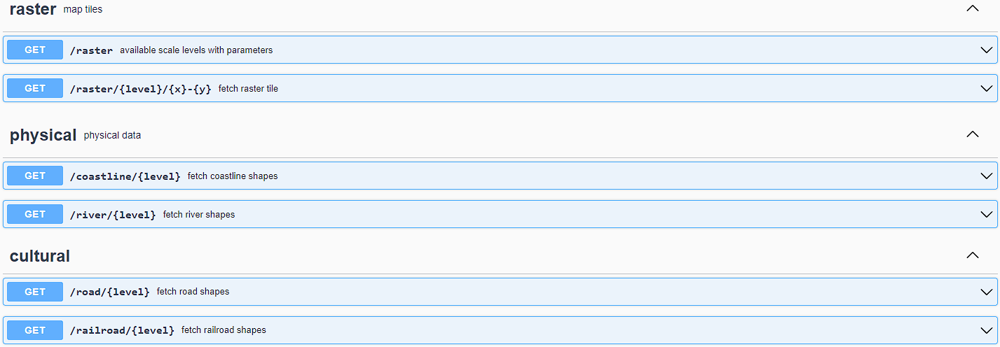 raster map tiles
GET /raster available scale levels with parameters
GET /raster/{level}/{x}-{y} fetch raster tile
physical physical data
GET /coastline/{level} fetch coastline shapes
GET /river/{level} fetch river shapes
cultural
GET /road/{level} fetch road shapes
GET /railroad/{level} fetch railroad shapes